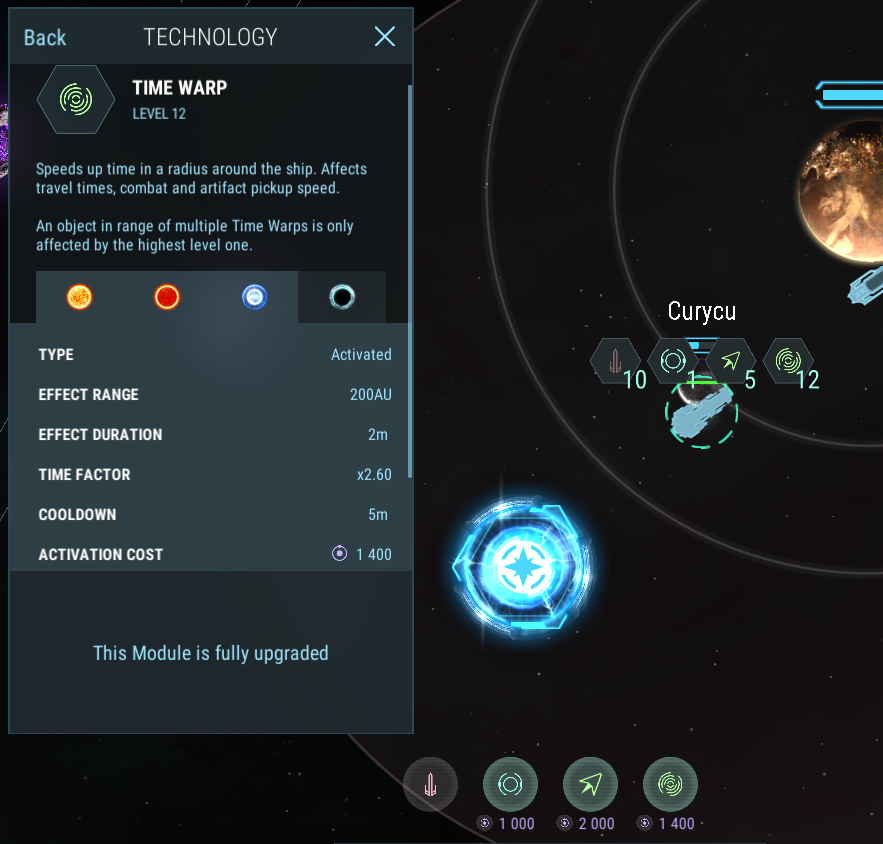 Back
TECHNOLOGY
TIME WARP
LEVEL 12
Speeds up time in a radius around the ship. Affects
travel times, combat and artifact pickup speed.
An object in range of multiple Time Warps is only
affected by the highest level one.
TYPE Activated
EFFECT RANGE 200AU
EFFECT DURATION 2m
TIME FACTOR x2.60
COOLDOWN 5m
ACTIVATION COST 1 400
This Module is fully upgraded
Curycu
10 1 5 12
1 000 2 000 1 400